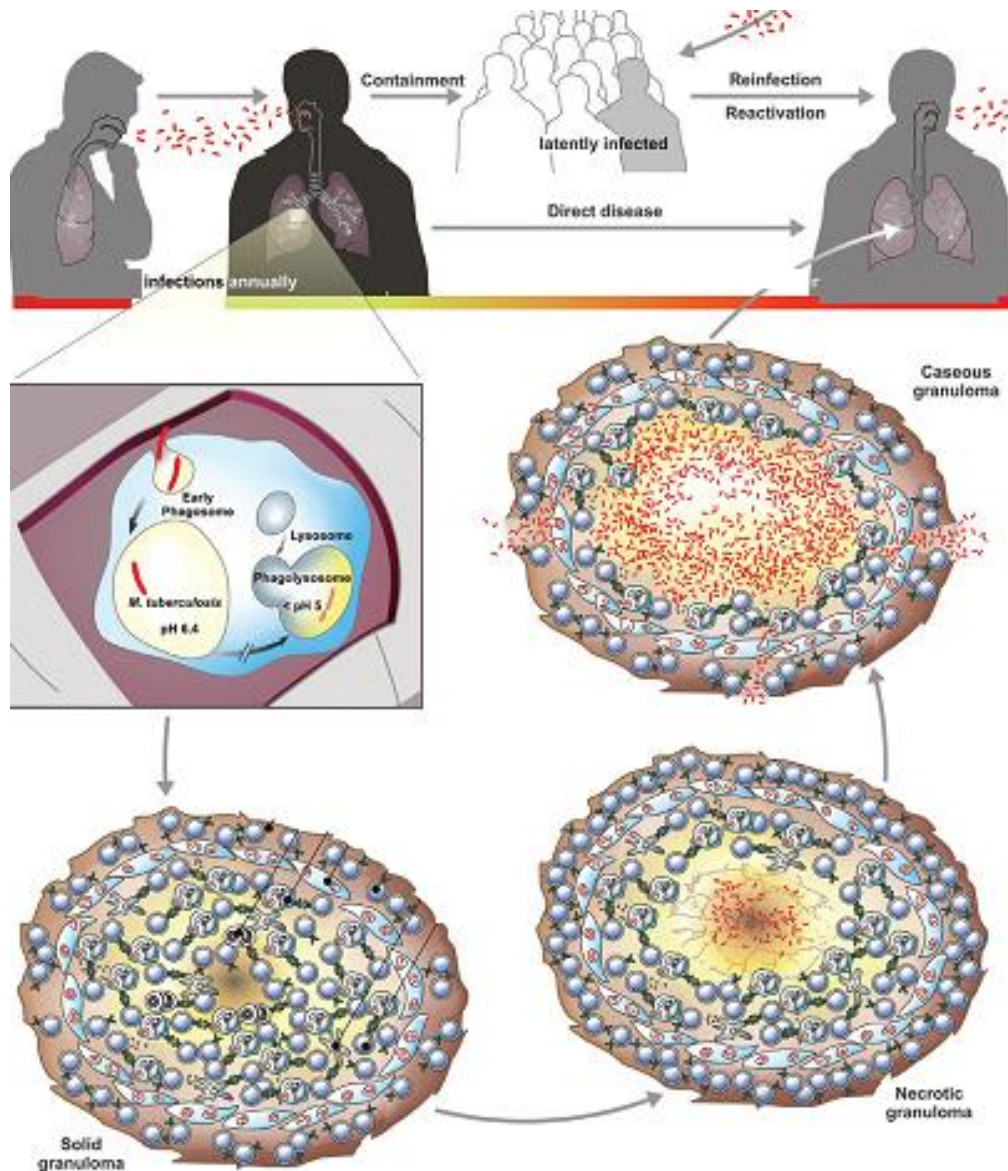 Containment
latently infected
Reinfection
Reactivation
Direct disease
infections annually
Early
Phagosome
Lysosome
Phagolysosome
< pH 5
M. tuberculosis
pH 6.4
Caseous
granuloma
Solid
granuloma
Necrotic
granuloma